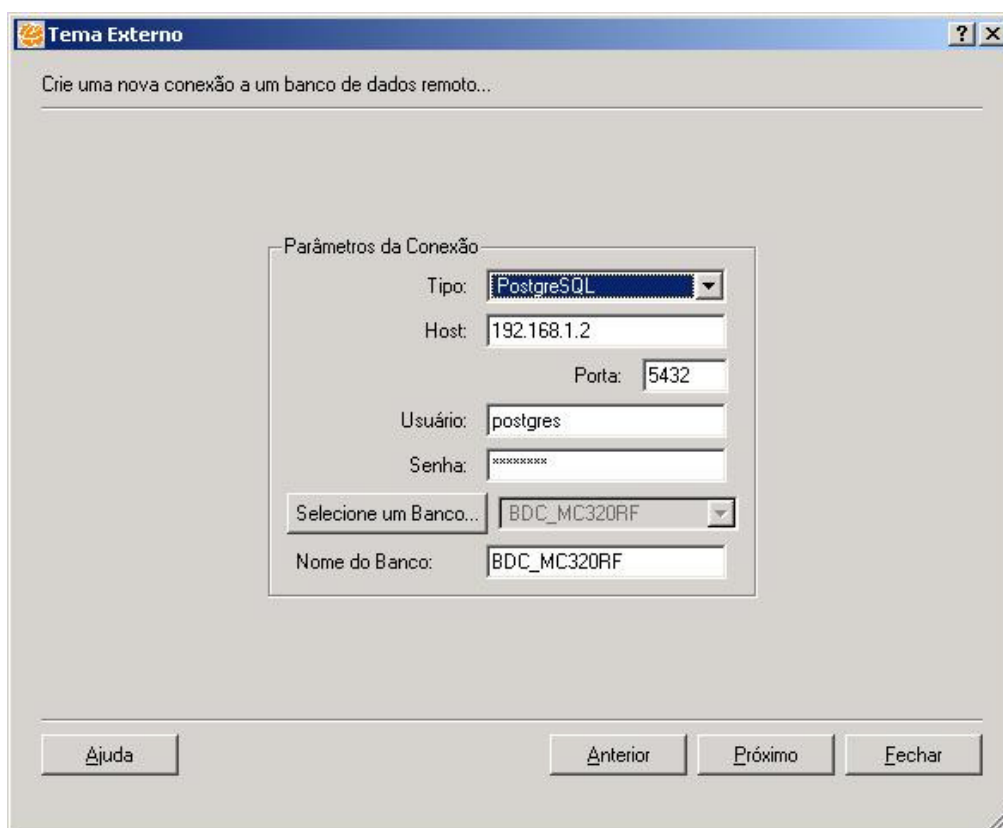 Tema Externo
Crie uma nova conexão a um banco de dados remoto...
Parâmetros da Conexão
Tipo: PostgreSQL
Host: 192.168.1.2
Porta: 5432
Usuário: postgres
Senha: ********
Selecione um Banco... BDC_MC320RF
Nome do Banco: BDC_MC320RF
Ajuda Anterior Próximo Fechar